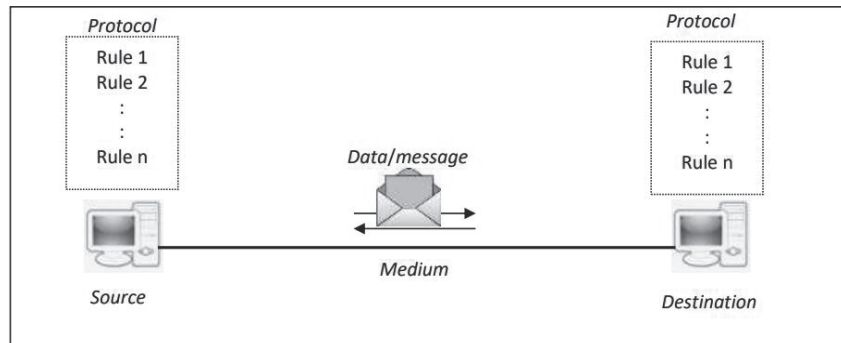 Protocol
Rule 1
Rule 2
:
:
Rule n
Protocol
Rule 1
Rule 2
:
:
Rule n
Data/message
Medium
Source
Destination